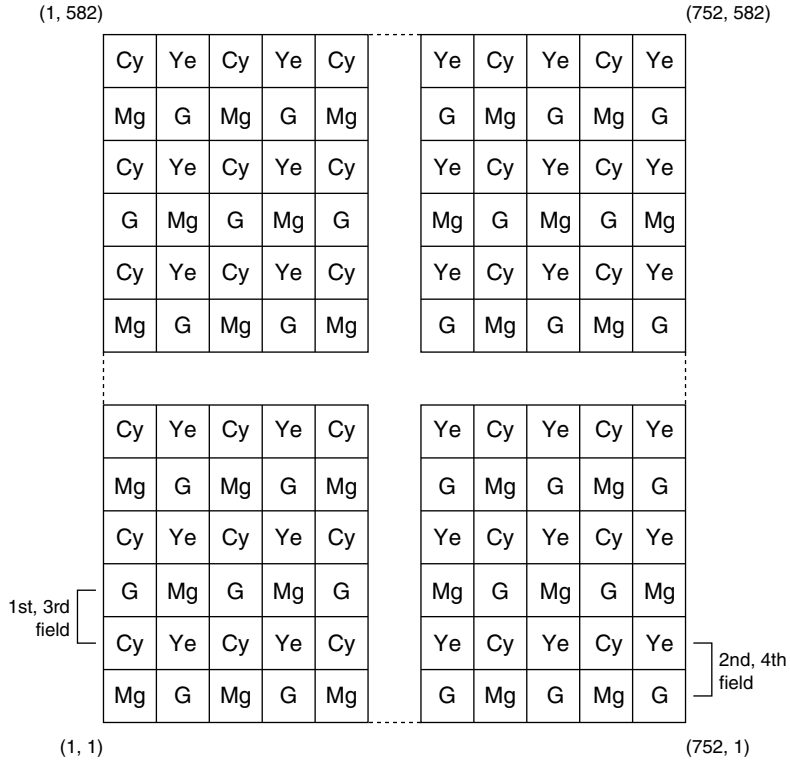 (1, 582) (752, 582)
Cy Ye Cy Ye Cy Ye Cy Ye Cy Ye
Mg G Mg G Mg G Mg G Mg G
Cy Ye Cy Ye Cy Ye Cy Ye Cy Ye
G Mg G Mg G Mg G Mg G Mg
Cy Ye Cy Ye Cy Ye Cy Ye Cy Ye
Mg G Mg G Mg G Mg G Mg G
Cy Ye Cy Ye Cy Ye Cy Ye Cy Ye
Mg G Mg G Mg G Mg G Mg G
Cy Ye Cy Ye Cy Ye Cy Ye Cy Ye
G Mg G Mg G Mg G Mg G Mg
1st, 3rd
field
Cy Ye Cy Ye Cy Ye Cy Ye Cy Ye
2nd, 4th
field
Mg G Mg G Mg G Mg G Mg G
(1, 1) (752, 1)